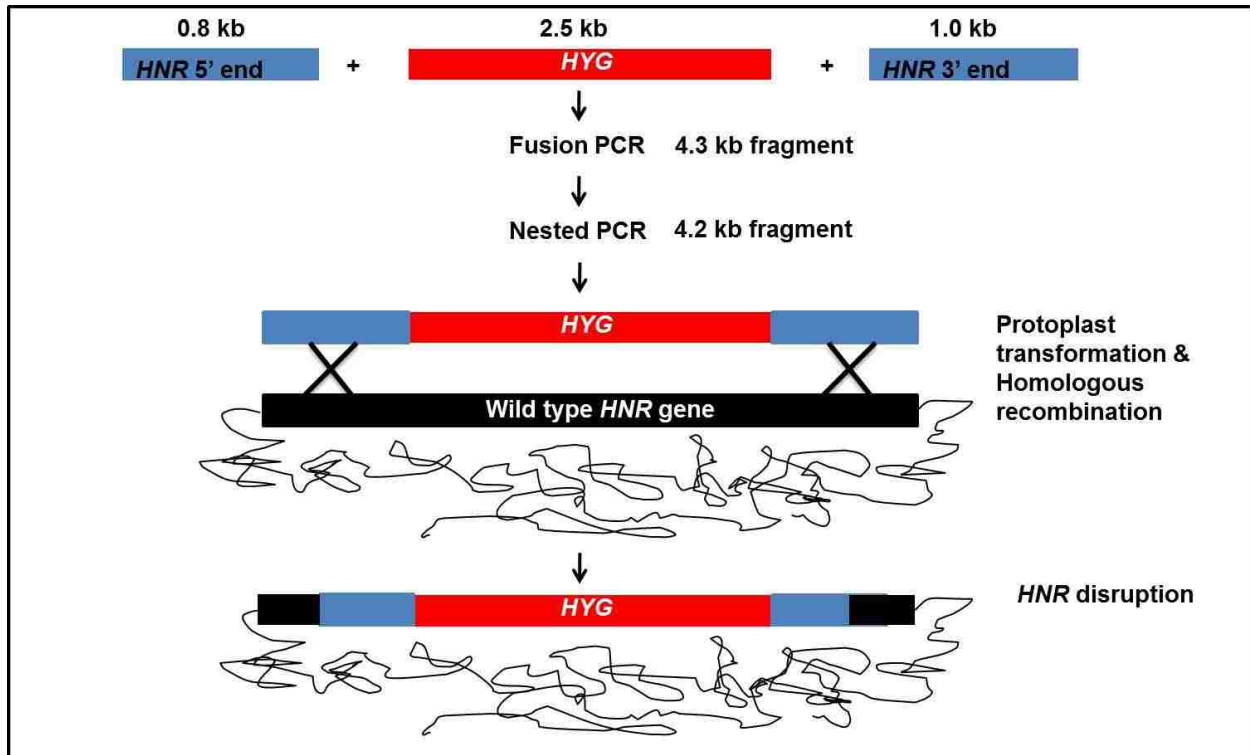 0.8 kb 2.5 kb 1.0 kb
HNR 5’ end + HYG + HNR 3’ end
Fusion PCR 4.3 kb fragment
Nested PCR 4.2 kb fragment
HYG
Protoplast
transformation &
Homologous
recombination
Wild type HNR gene
HYG
HNR disruption